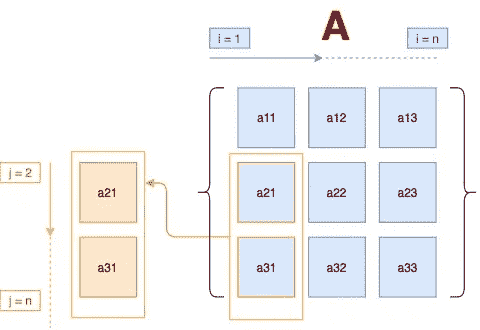 A
i = 1
i = n
a11 a12 a13
j = 2
a21
a21 a22 a23
a31
a31 a32 a33
j = n